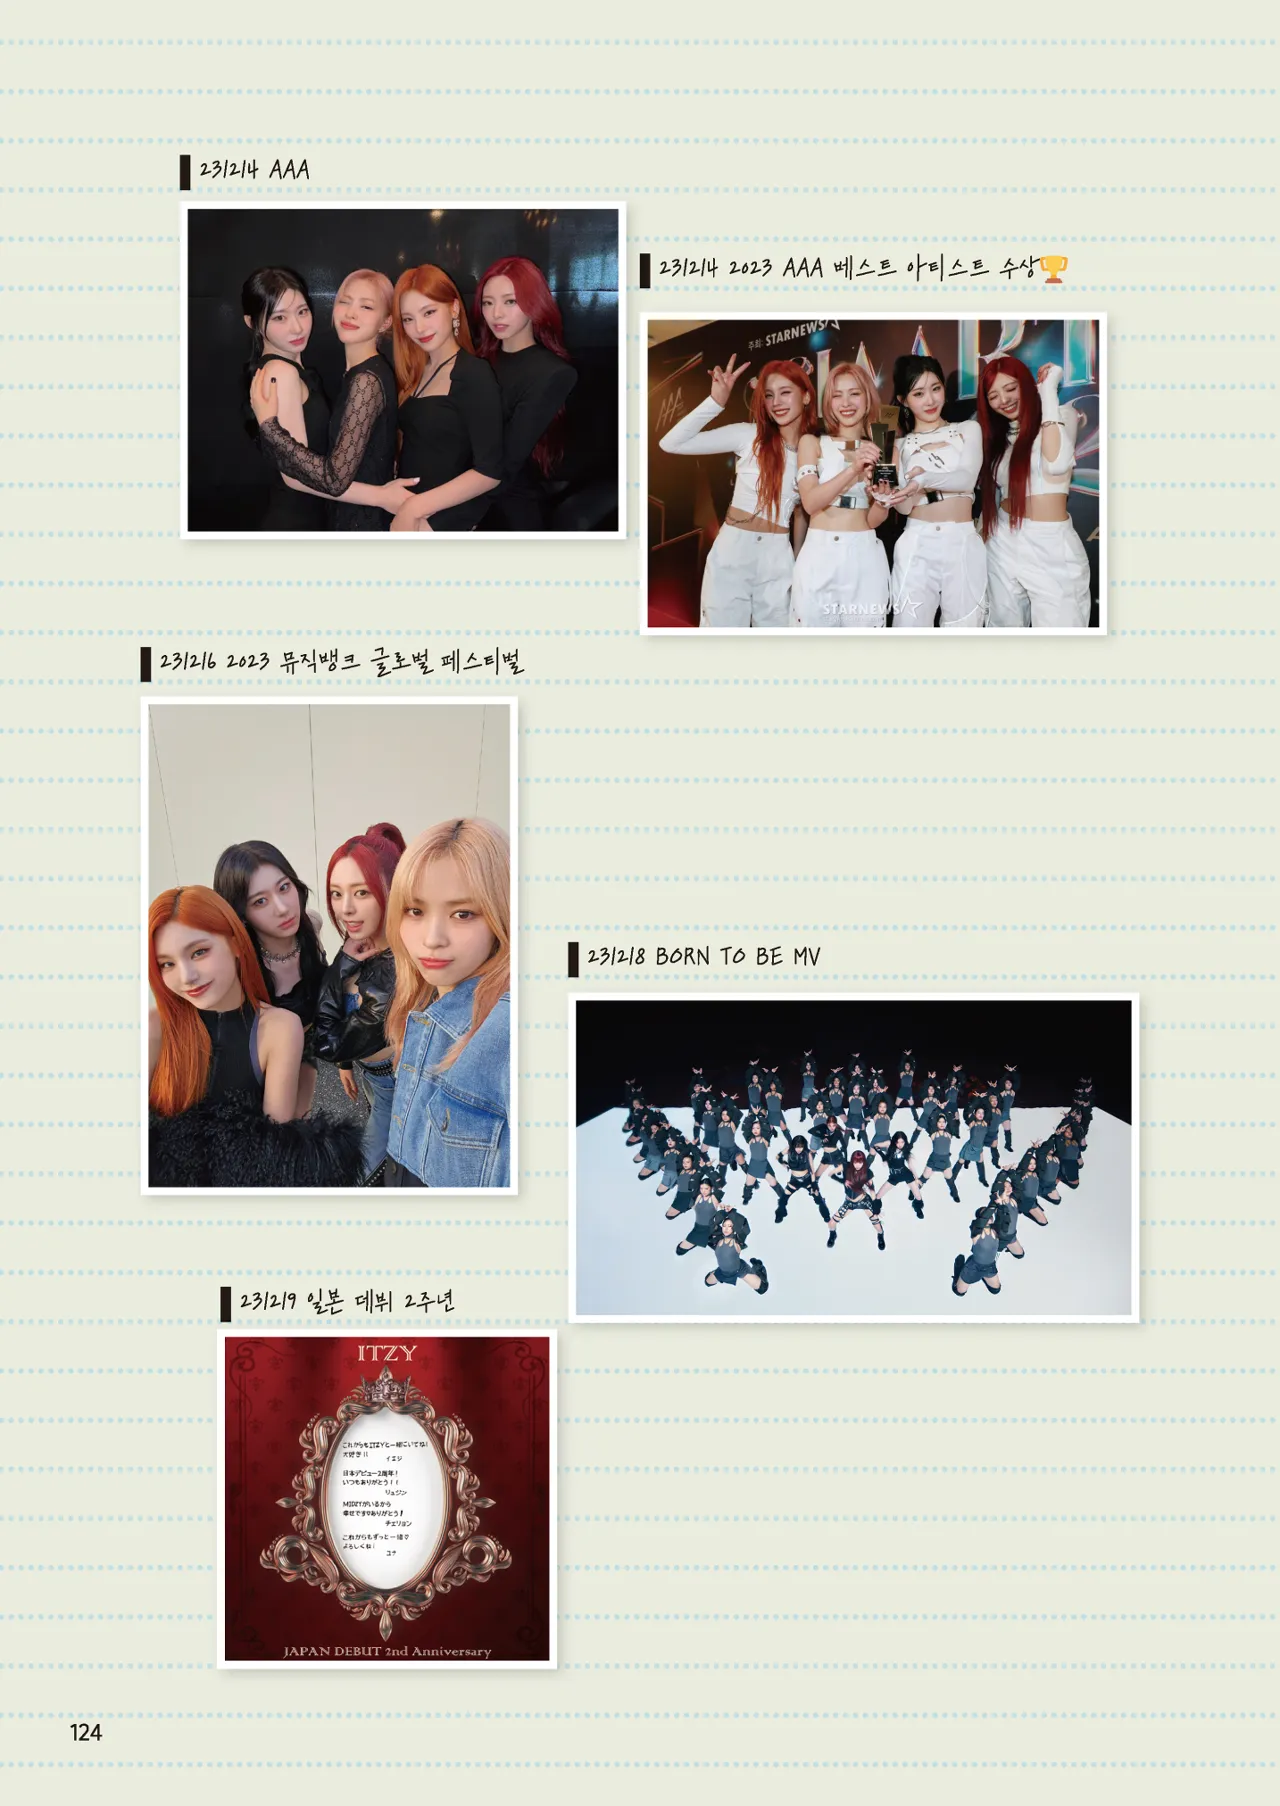 231214 AAA
231214 2023 AAA 베스트 아티스트 수상🏆
주최: STARNEWS
STARNEWS
231216 2023 뮤직뱅크 글로벌 페스티벌
231218 BORN TO BE MV
231219 일본 데뷔 2주년
ITZY
これからもITZYと一緒にいてね!
大好き!!
イェジ
日本デビュー2周年!
いつもありがとう!!
リュジン
MIDZYがいるから
幸せです♡ありがとう!
チェリョン
これからもずっと一緒♡
よろしくね!
ユナ
JAPAN DEBUT 2nd Anniversary
124